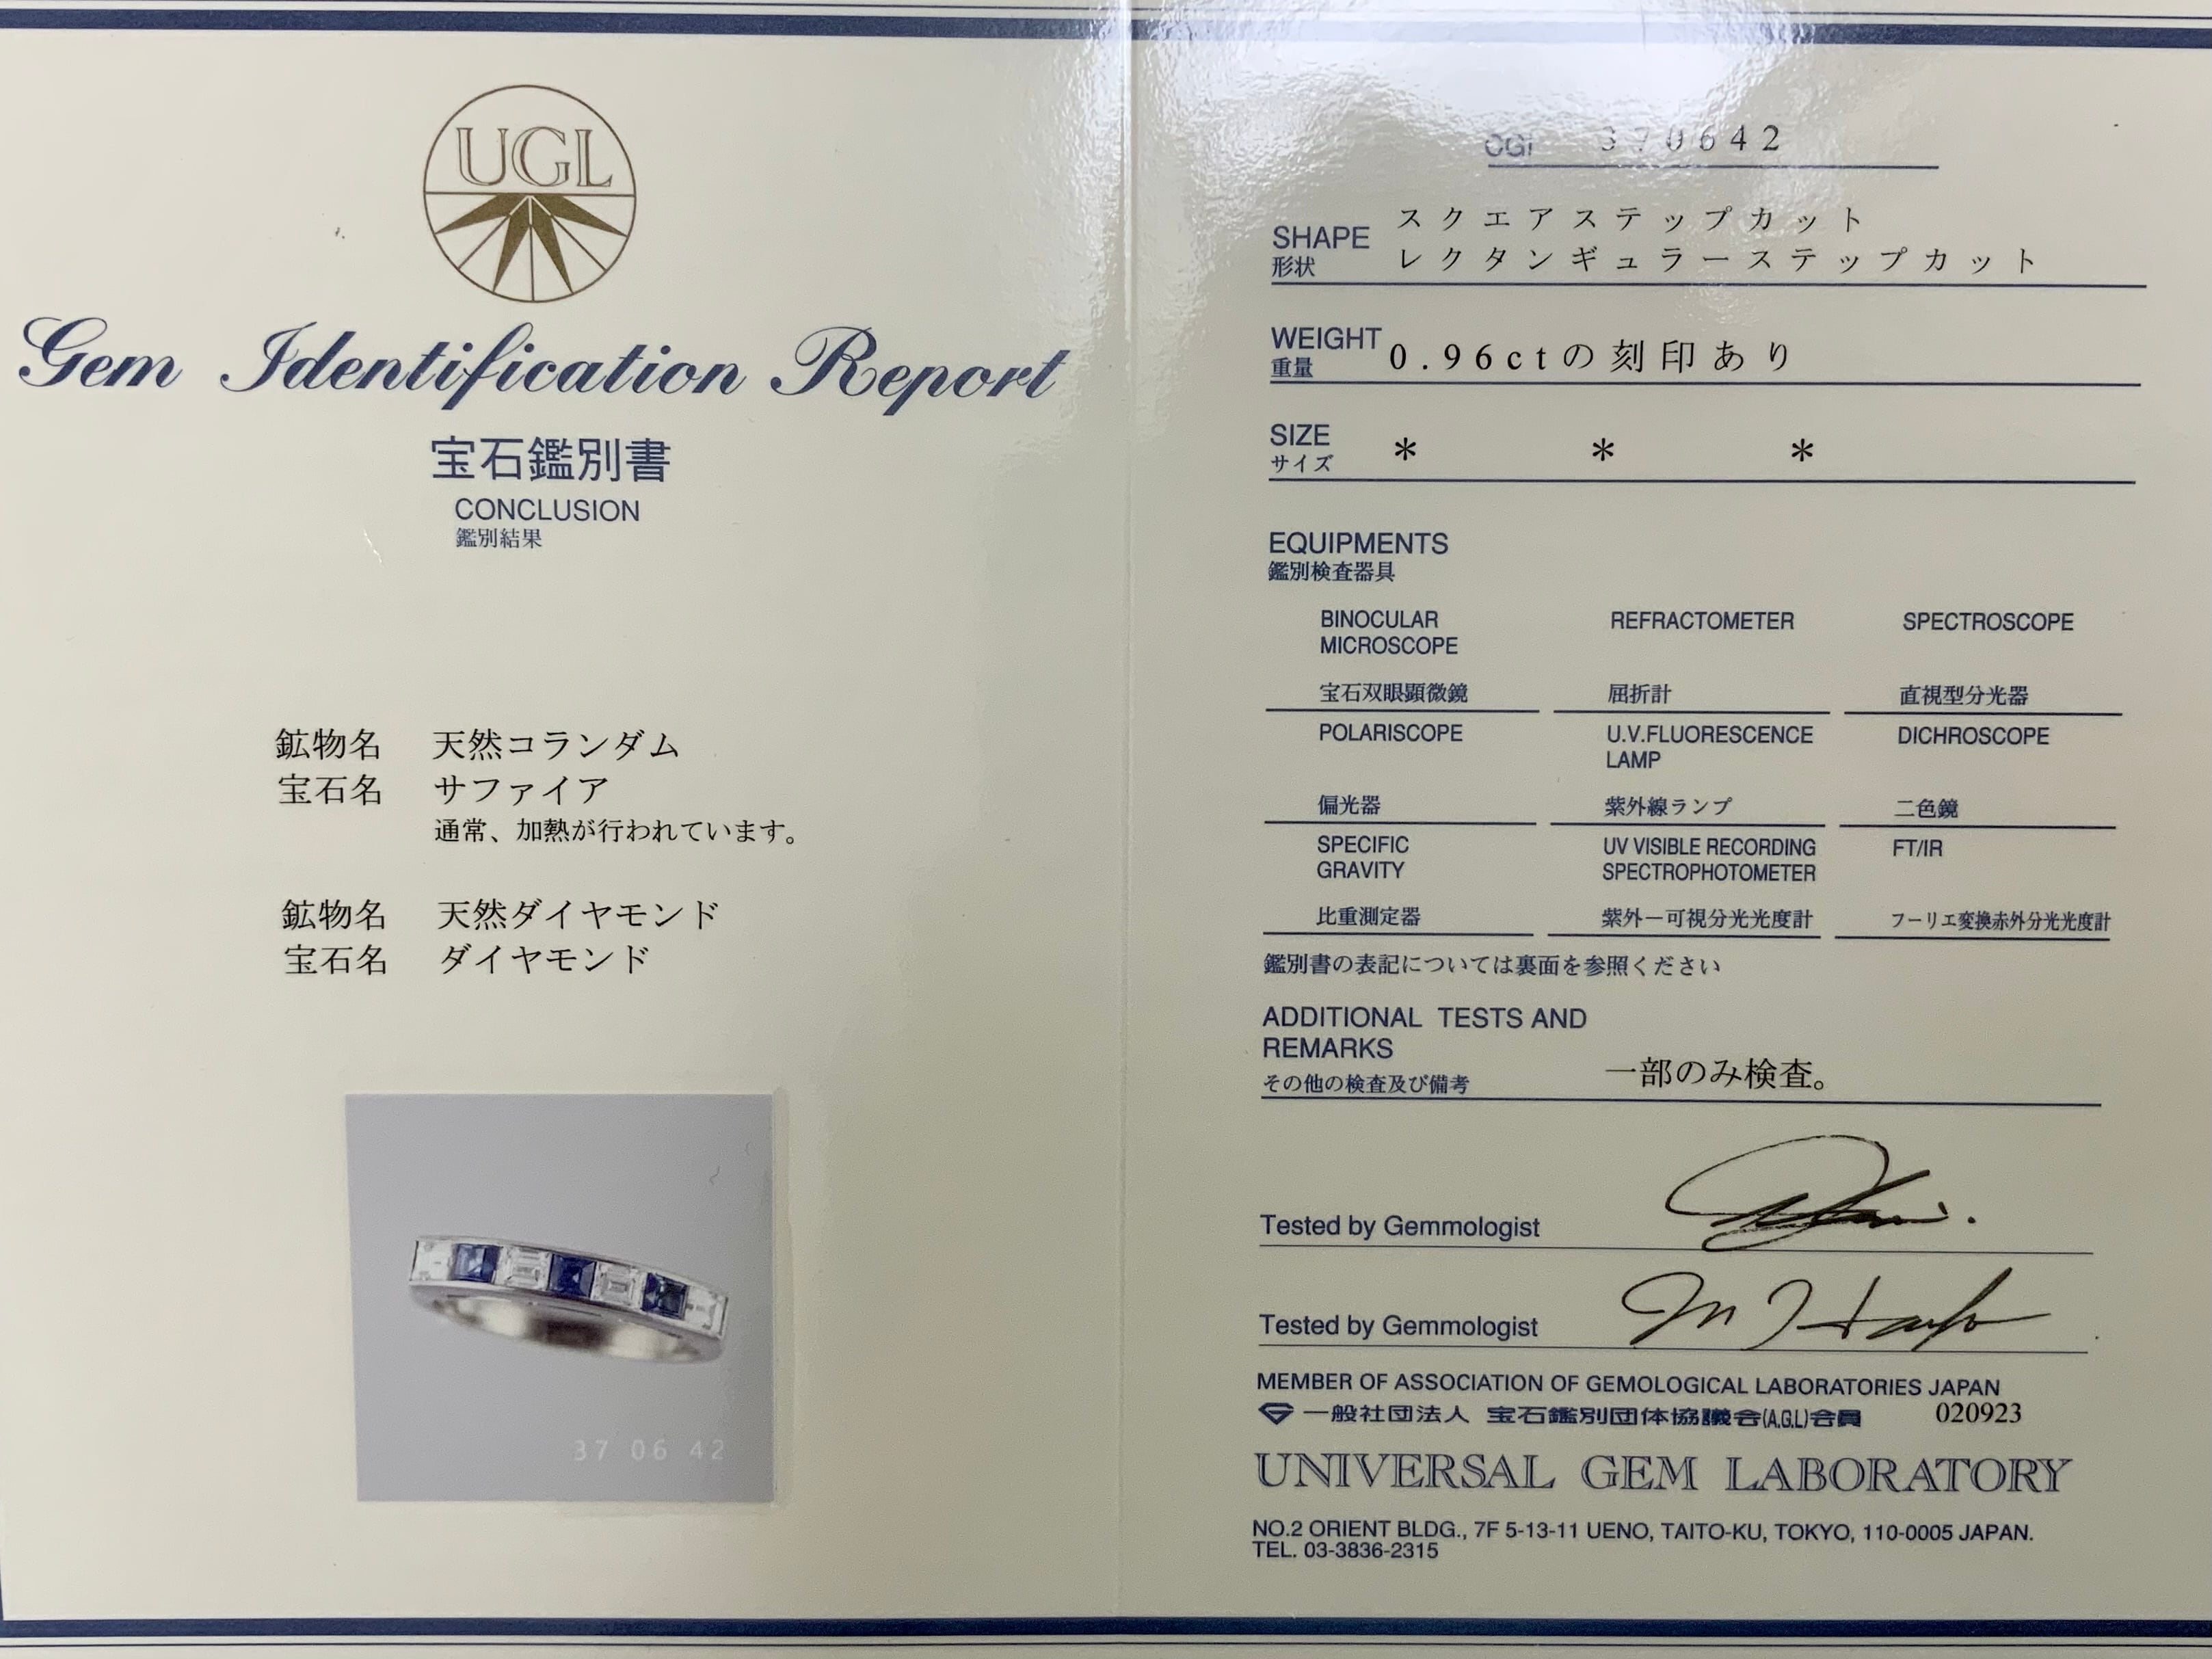 UGL
Gem Identification Report
宝石鑑別書
CONCLUSION
鑑別結果
鉱物名 天然コランダム
宝石名 サファイア
通常、加熱が行われています。
鉱物名 天然ダイヤモンド
宝石名 ダイヤモンド
37 06 42
CGI 370642
SHAPE
形状
スクエアステップカット
レクタンギュラーステップカット
WEIGHT
重量
0.96ctの刻印あり
SIZE
サイズ
* * *
EQUIPMENTS
鑑別検査器具
BINOCULAR
MICROSCOPE
宝石双眼顕微鏡
REFRACTOMETER
屈折計
SPECTROSCOPE
直視型分光器
POLARISCOPE
偏光器
U.V.FLUORESCENCE
LAMP
紫外線ランプ
DICHROSCOPE
二色鏡
SPECIFIC
GRAVITY
比重測定器
UV VISIBLE RECORDING
SPECTROPHOTOMETER
紫外−可視分光光度計
FT/IR
フーリエ変換赤外分光光度計
鑑別書の表記については裏面を参照ください
ADDITIONAL TESTS AND
REMARKS
その他の検査及び備考
一部のみ検査。
Tested by Gemmologist
Tested by Gemmologist
MEMBER OF ASSOCIATION OF GEMOLOGICAL LABORATORIES JAPAN
一般社団法人 宝石鑑別団体協議会(A.G.L)会員 020923
UNIVERSAL GEM LABORATORY
NO.2 ORIENT BLDG., 7F 5-13-11 UENO, TAITO-KU, TOKYO, 110-0005 JAPAN.
TEL. 03-3836-2315